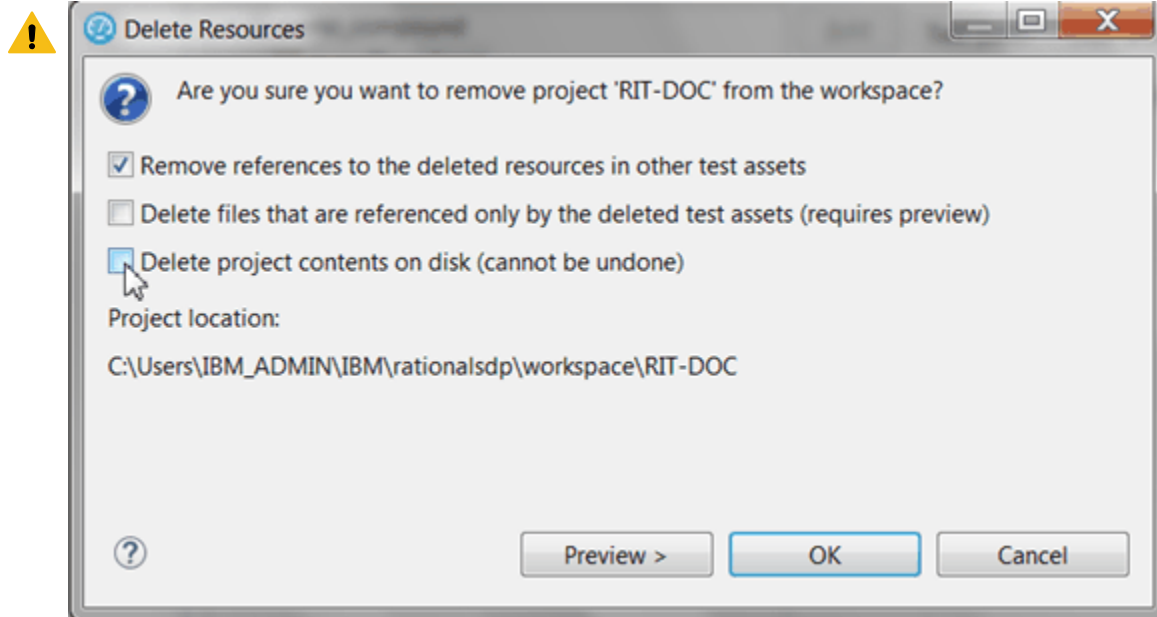 Delete Resources
Are you sure you want to remove project 'RIT-DOC' from the workspace?
Remove references to the deleted resources in other test assets
Delete files that are referenced only by the deleted test assets (requires preview)
Delete project contents on disk (cannot be undone)
Project location:
C:\Users\IBM_ADMIN\IBM\rationalsdp\workspace\RIT-DOC
Preview > OK Cancel